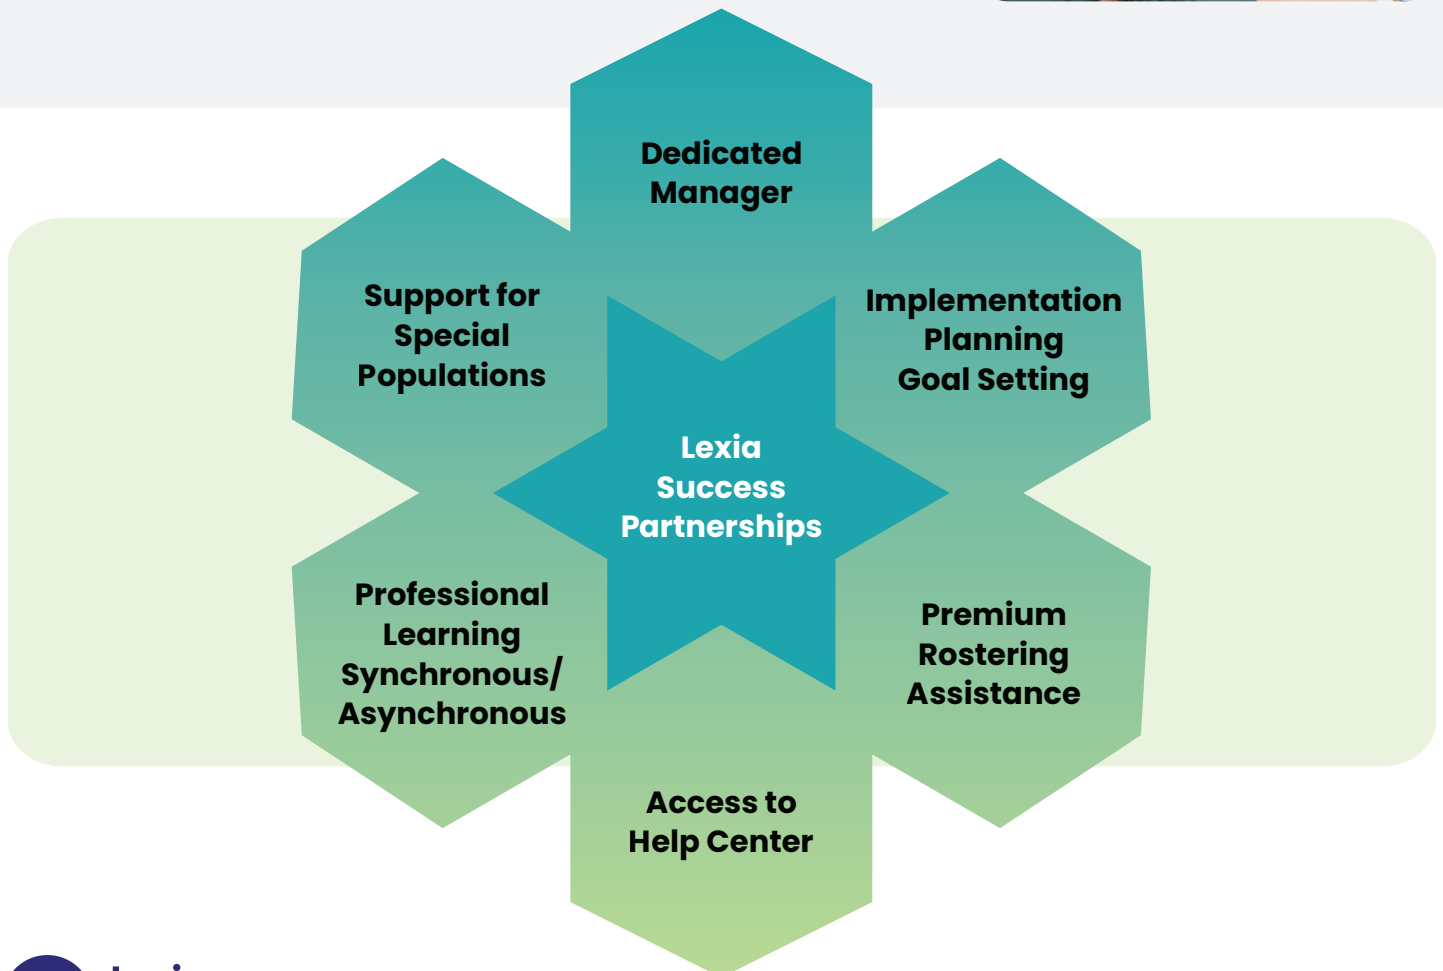 Dedicated
Manager
Support for
Special
Populations
Implementation
Planning
Goal Setting
Lexia
Success
Partnerships
Professional
Learning
Synchronous/
Asynchronous
Premium
Rostering
Assistance
Access to
Help Center